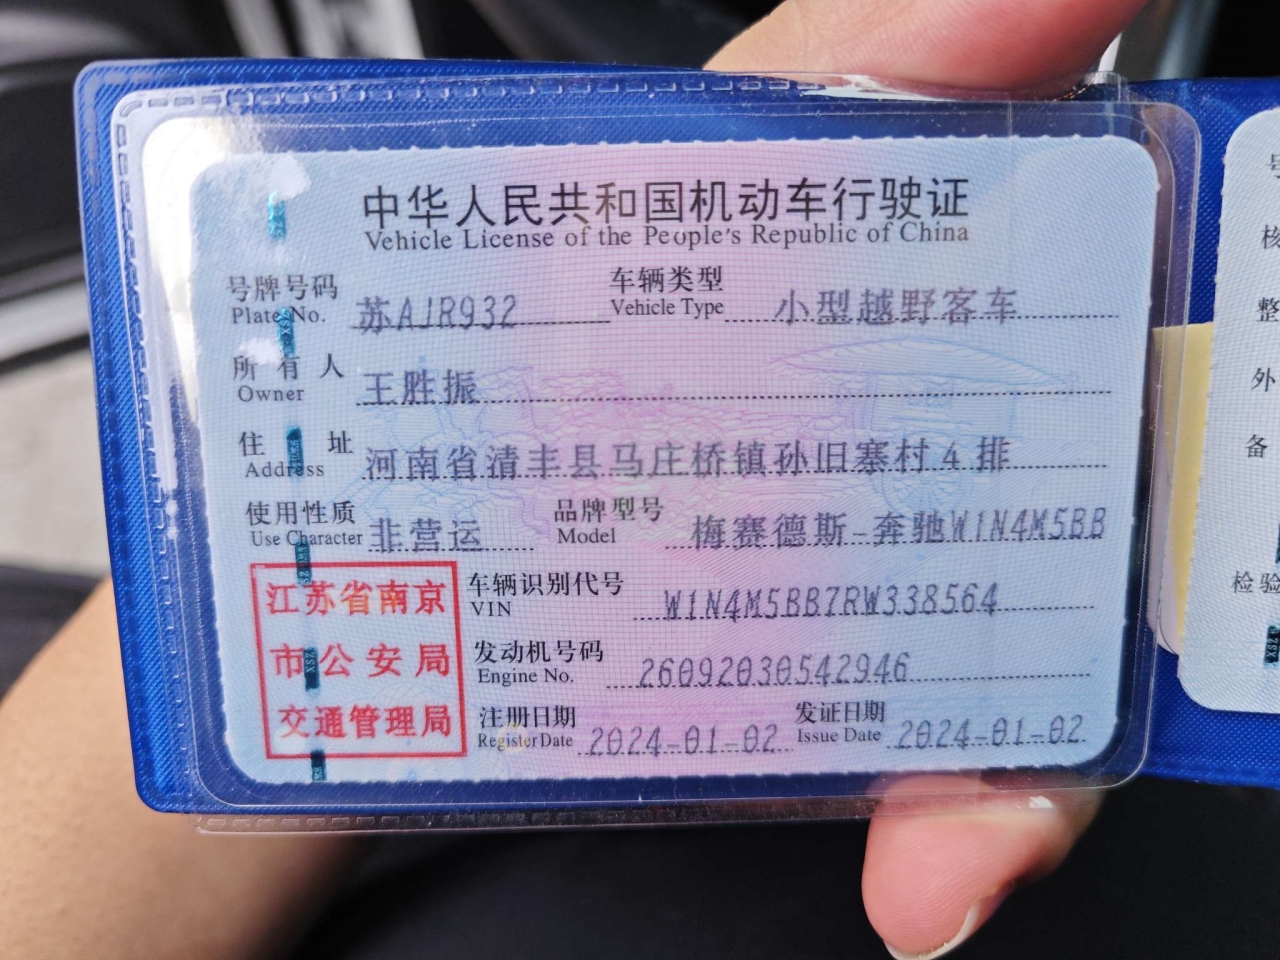 中华人民共和国机动车行驶证
Vehicle License of the People's Republic of China
号牌号码 苏AJR932 车辆类型 小型越野客车
Plate No. Vehicle Type
所有人 王胜振
Owner
住址 河南省清丰县马庄桥镇孙旧寨村4排
Address
使用性质 非营运 品牌型号 梅赛德斯-奔驰W1N4M5BB
Use Character Model
江苏省南京
市公安局
交通管理局
车辆识别代号 W1N4M5BB7RW338564
VIN
发动机号码 26092030542946
Engine No.
注册日期 2024-01-02 发证日期 2024-01-02
Register Date Issue Date
号
核
整
外
备
检验